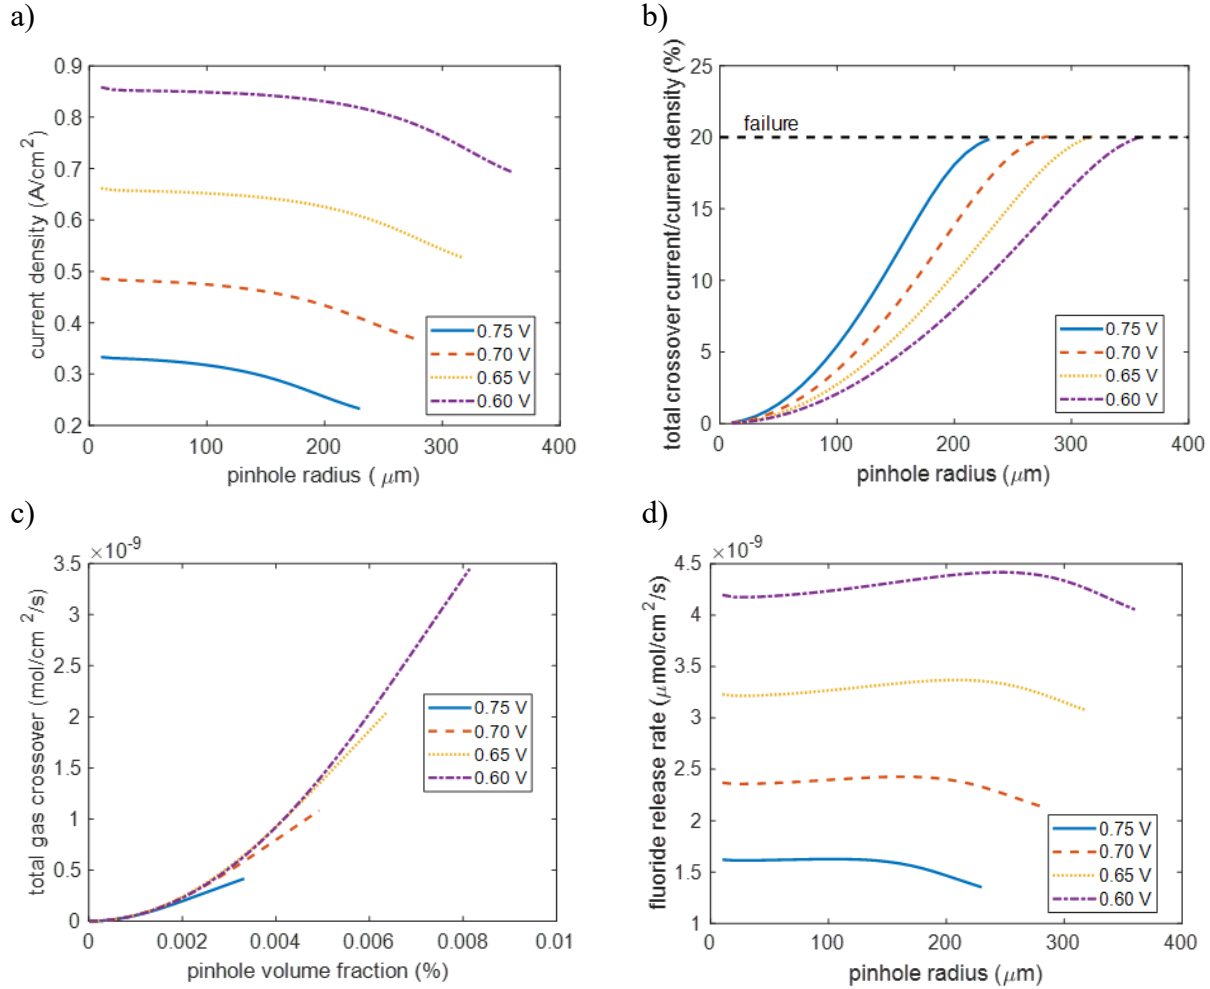 a)
0.9
0.8
0.7
0.6
0.5
0.4
0.3
0.2
current density (A/cm²)
0 100 200 300 400
pinhole radius ( μm)
0.75 V
0.70 V
0.65 V
0.60 V
b)
25
20
15
10
5
0
total crossover current/current density (%)
failure
0 100 200 300 400
pinhole radius (μm)
0.75 V
0.70 V
0.65 V
0.60 V
c)
×10⁻⁹
3.5
3
2.5
2
1.5
1
0.5
0
total gas crossover (mol/cm²/s)
0 0.002 0.004 0.006 0.008 0.01
pinhole volume fraction (%)
0.75 V
0.70 V
0.65 V
0.60 V
d)
×10⁻⁹
4.5
4
3.5
3
2.5
2
1.5
1
fluoride release rate (μmol/cm²/s)
0 100 200 300 400
pinhole radius (μm)
0.75 V
0.70 V
0.65 V
0.60 V